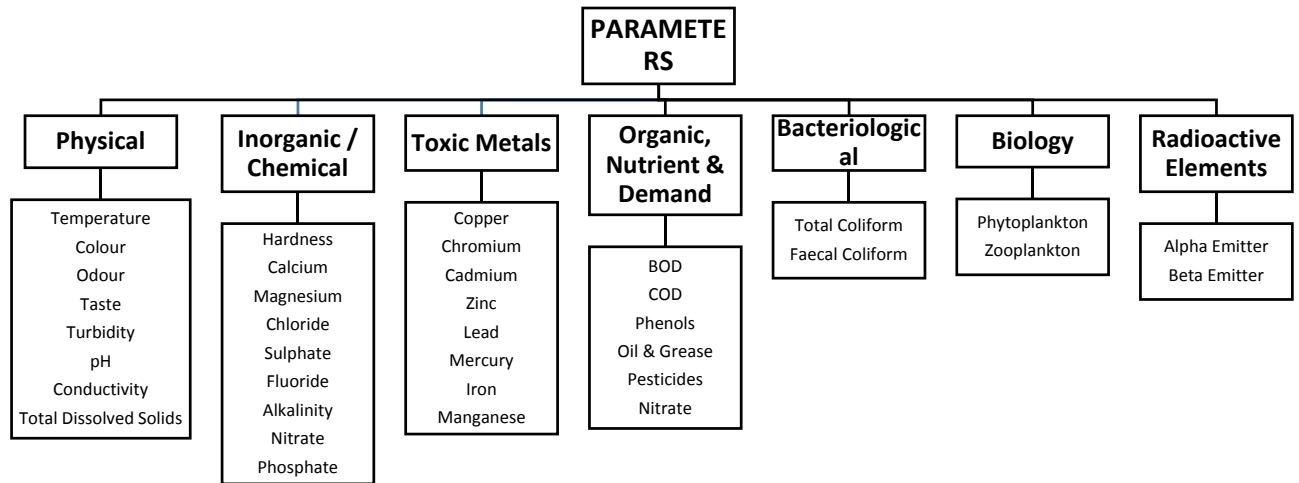 PARAMETE
RS
Physical
Temperature
Colour
Odour
Taste
Turbidity
pH
Conductivity
Total Dissolved Solids
Inorganic /
Chemical
Hardness
Calcium
Magnesium
Chloride
Sulphate
Fluoride
Alkalinity
Nitrate
Phosphate
Toxic Metals
Copper
Chromium
Cadmium
Zinc
Lead
Mercury
Iron
Manganese
Organic,
Nutrient &
Demand
BOD
COD
Phenols
Oil & Grease
Pesticides
Nitrate
Bacteriologic
al
Total Coliform
Faecal Coliform
Biology
Phytoplankton
Zooplankton
Radioactive
Elements
Alpha Emitter
Beta Emitter